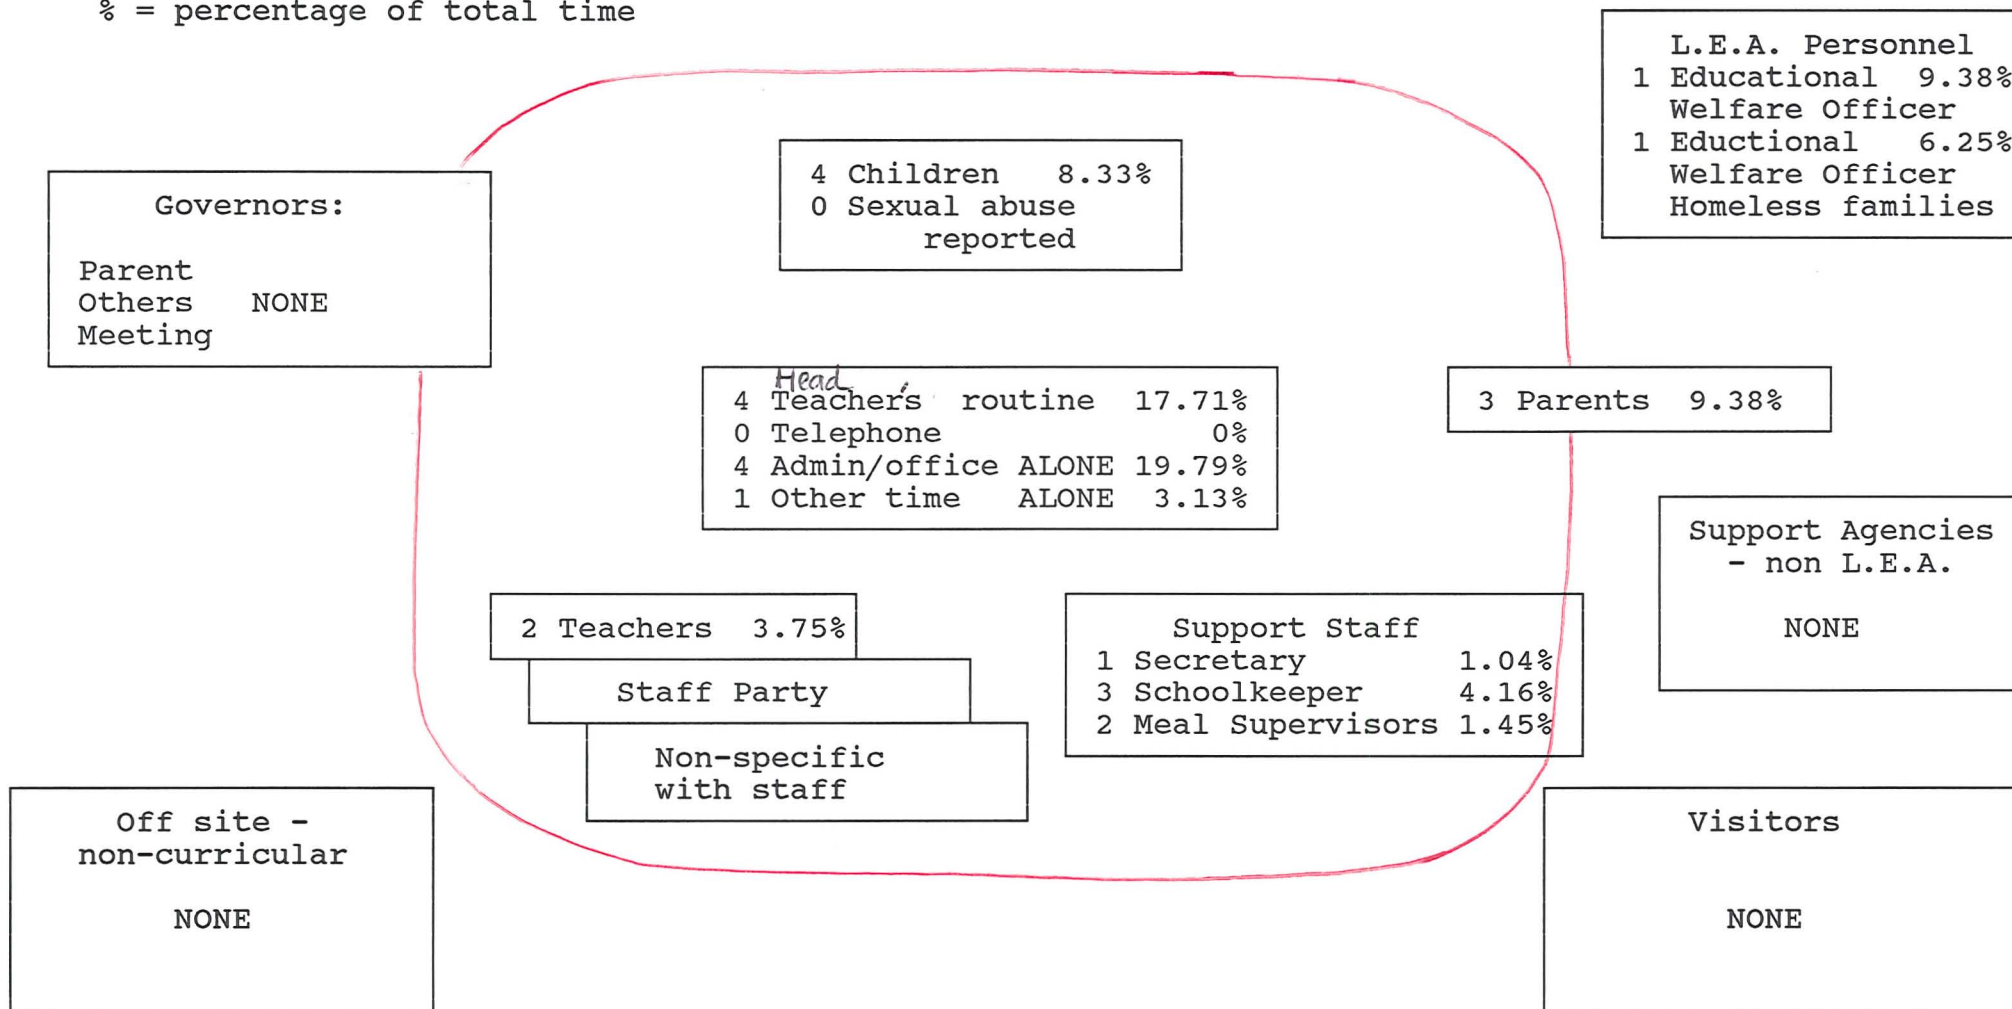 % = percentage of total time
L.E.A. Personnel
1 Educational 9.38%
Welfare Officer
1 Eductional 6.25%
Welfare Officer
Homeless families
4 Children 8.33%
0 Sexual abuse
reported
Governors:
Parent
Others NONE
Meeting
Head
4 Teacher's routine 17.71%
0 Telephone 0%
4 Admin/office ALONE 19.79%
1 Other time ALONE 3.13%
3 Parents 9.38%
Support Agencies
- non L.E.A.
NONE
2 Teachers 3.75%
Staff Party
Non-specific
with staff
Support Staff
1 Secretary 1.04%
3 Schoolkeeper 4.16%
2 Meal Supervisors 1.45%
Off site -
non-curricular
NONE
Visitors
NONE